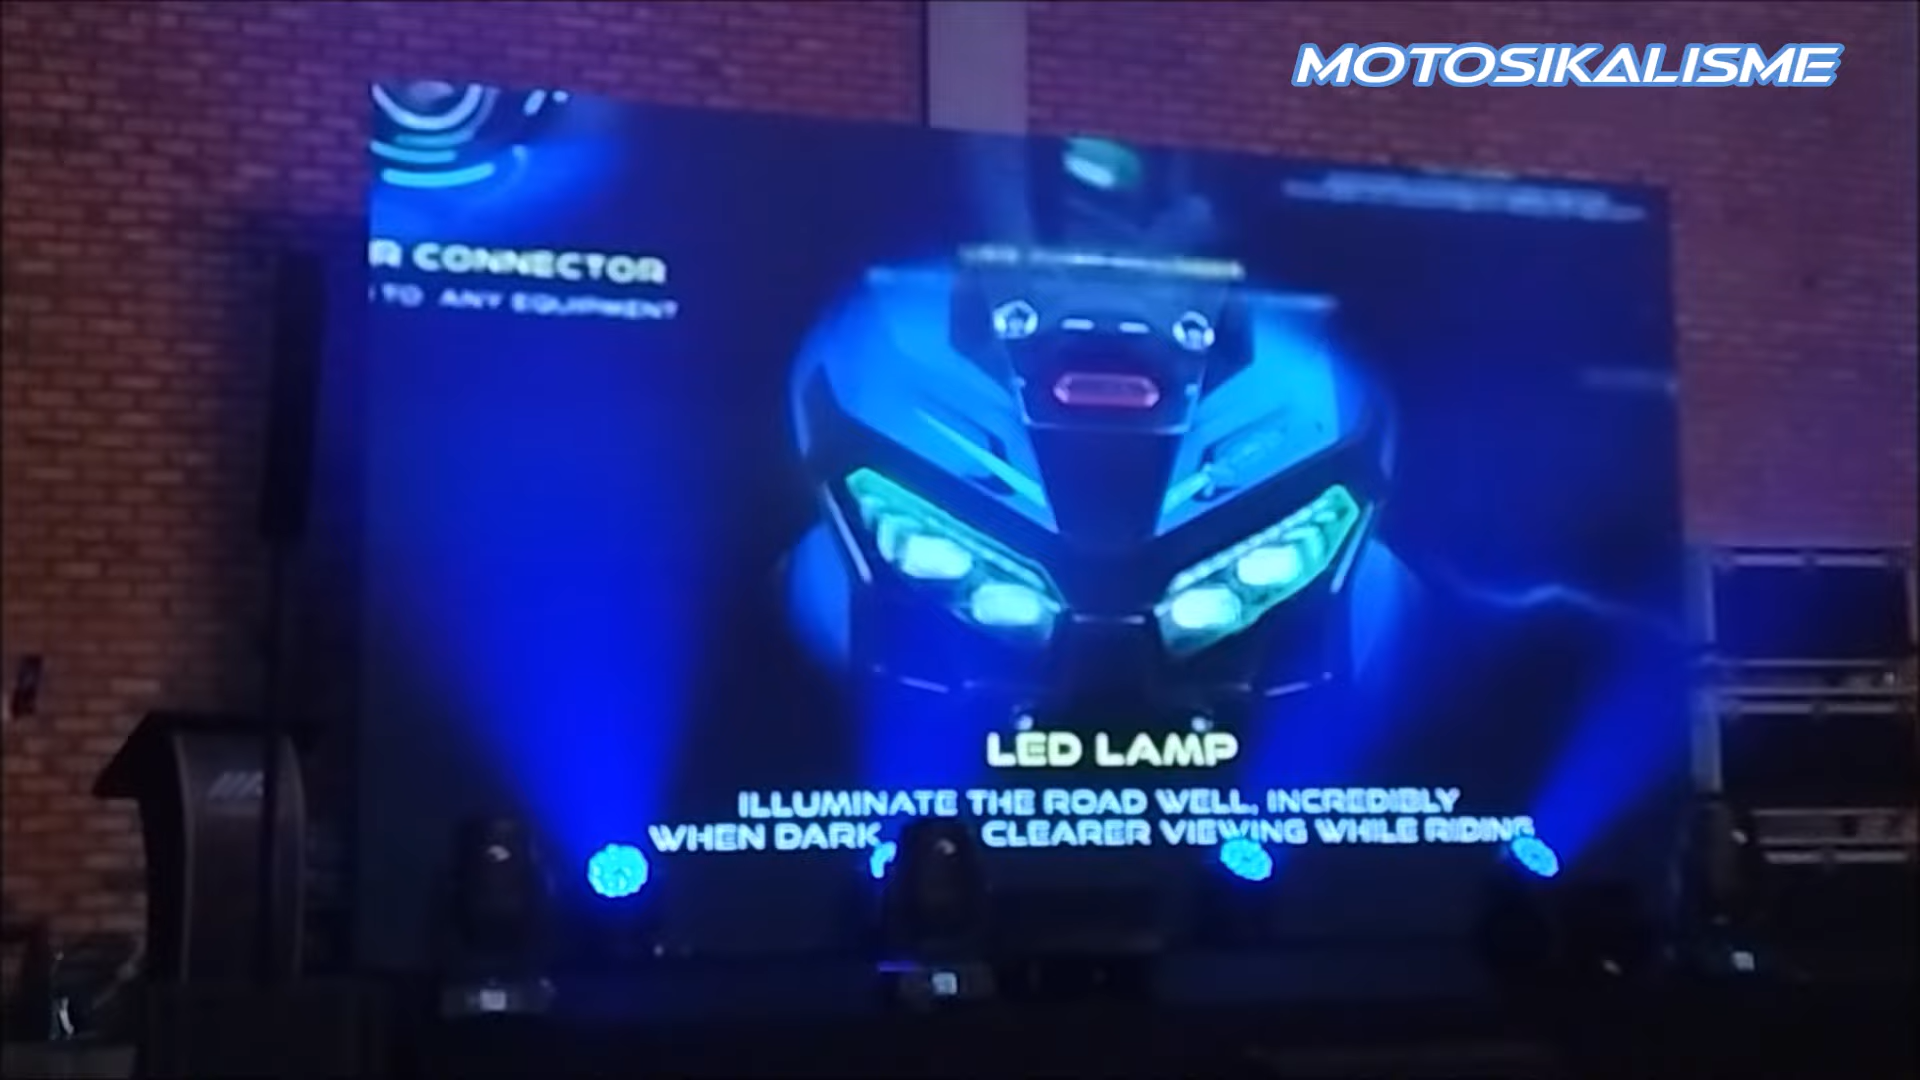 MOTOSIKALISME
R CONNECTOR
TO ANY EQUIPMENT
LED LAMP
ILLUMINATE THE ROAD WELL, INCREDIBLY
WHEN DARK, CLEARER VIEWING WHILE RIDING